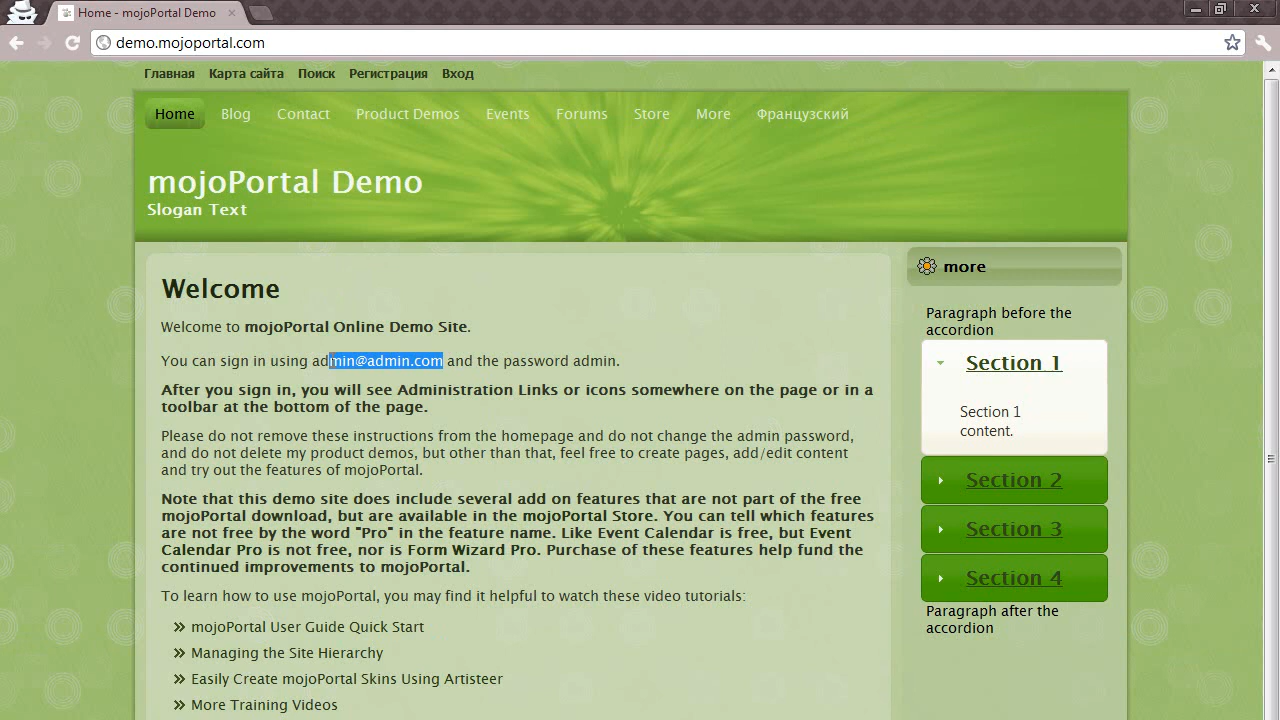 Home - mojoPortal Demo
demo.mojoportal.com
Главная Карта сайта Поиск Регистрация Вход
Home Blog Contact Product Demos Events Forums Store More Французский
mojoPortal Demo
Slogan Text
Welcome
Welcome to mojoPortal Online Demo Site.
You can sign in using admin@admin.com and the password admin.
After you sign in, you will see Administration Links or icons somewhere on the page or in a
toolbar at the bottom of the page.
Please do not remove these instructions from the homepage and do not change the admin password,
and do not delete my product demos, but other than that, feel free to create pages, add/edit content
and try out the features of mojoPortal.
Note that this demo site does include several add on features that are not part of the free
mojoPortal download, but are available in the mojoPortal Store. You can tell which features
are not free by the word "Pro" in the feature name. Like Event Calendar is free, but Event
Calendar Pro is not free, nor is Form Wizard Pro. Purchase of these features help fund the
continued improvements to mojoPortal.
To learn how to use mojoPortal, you may find it helpful to watch these video tutorials:
mojoPortal User Guide Quick Start
Managing the Site Hierarchy
Easily Create mojoPortal Skins Using Artisteer
More Training Videos
more
Paragraph before the
accordion
Section 1
Section 1
content.
Section 2
Section 3
Section 4
Paragraph after the
accordion